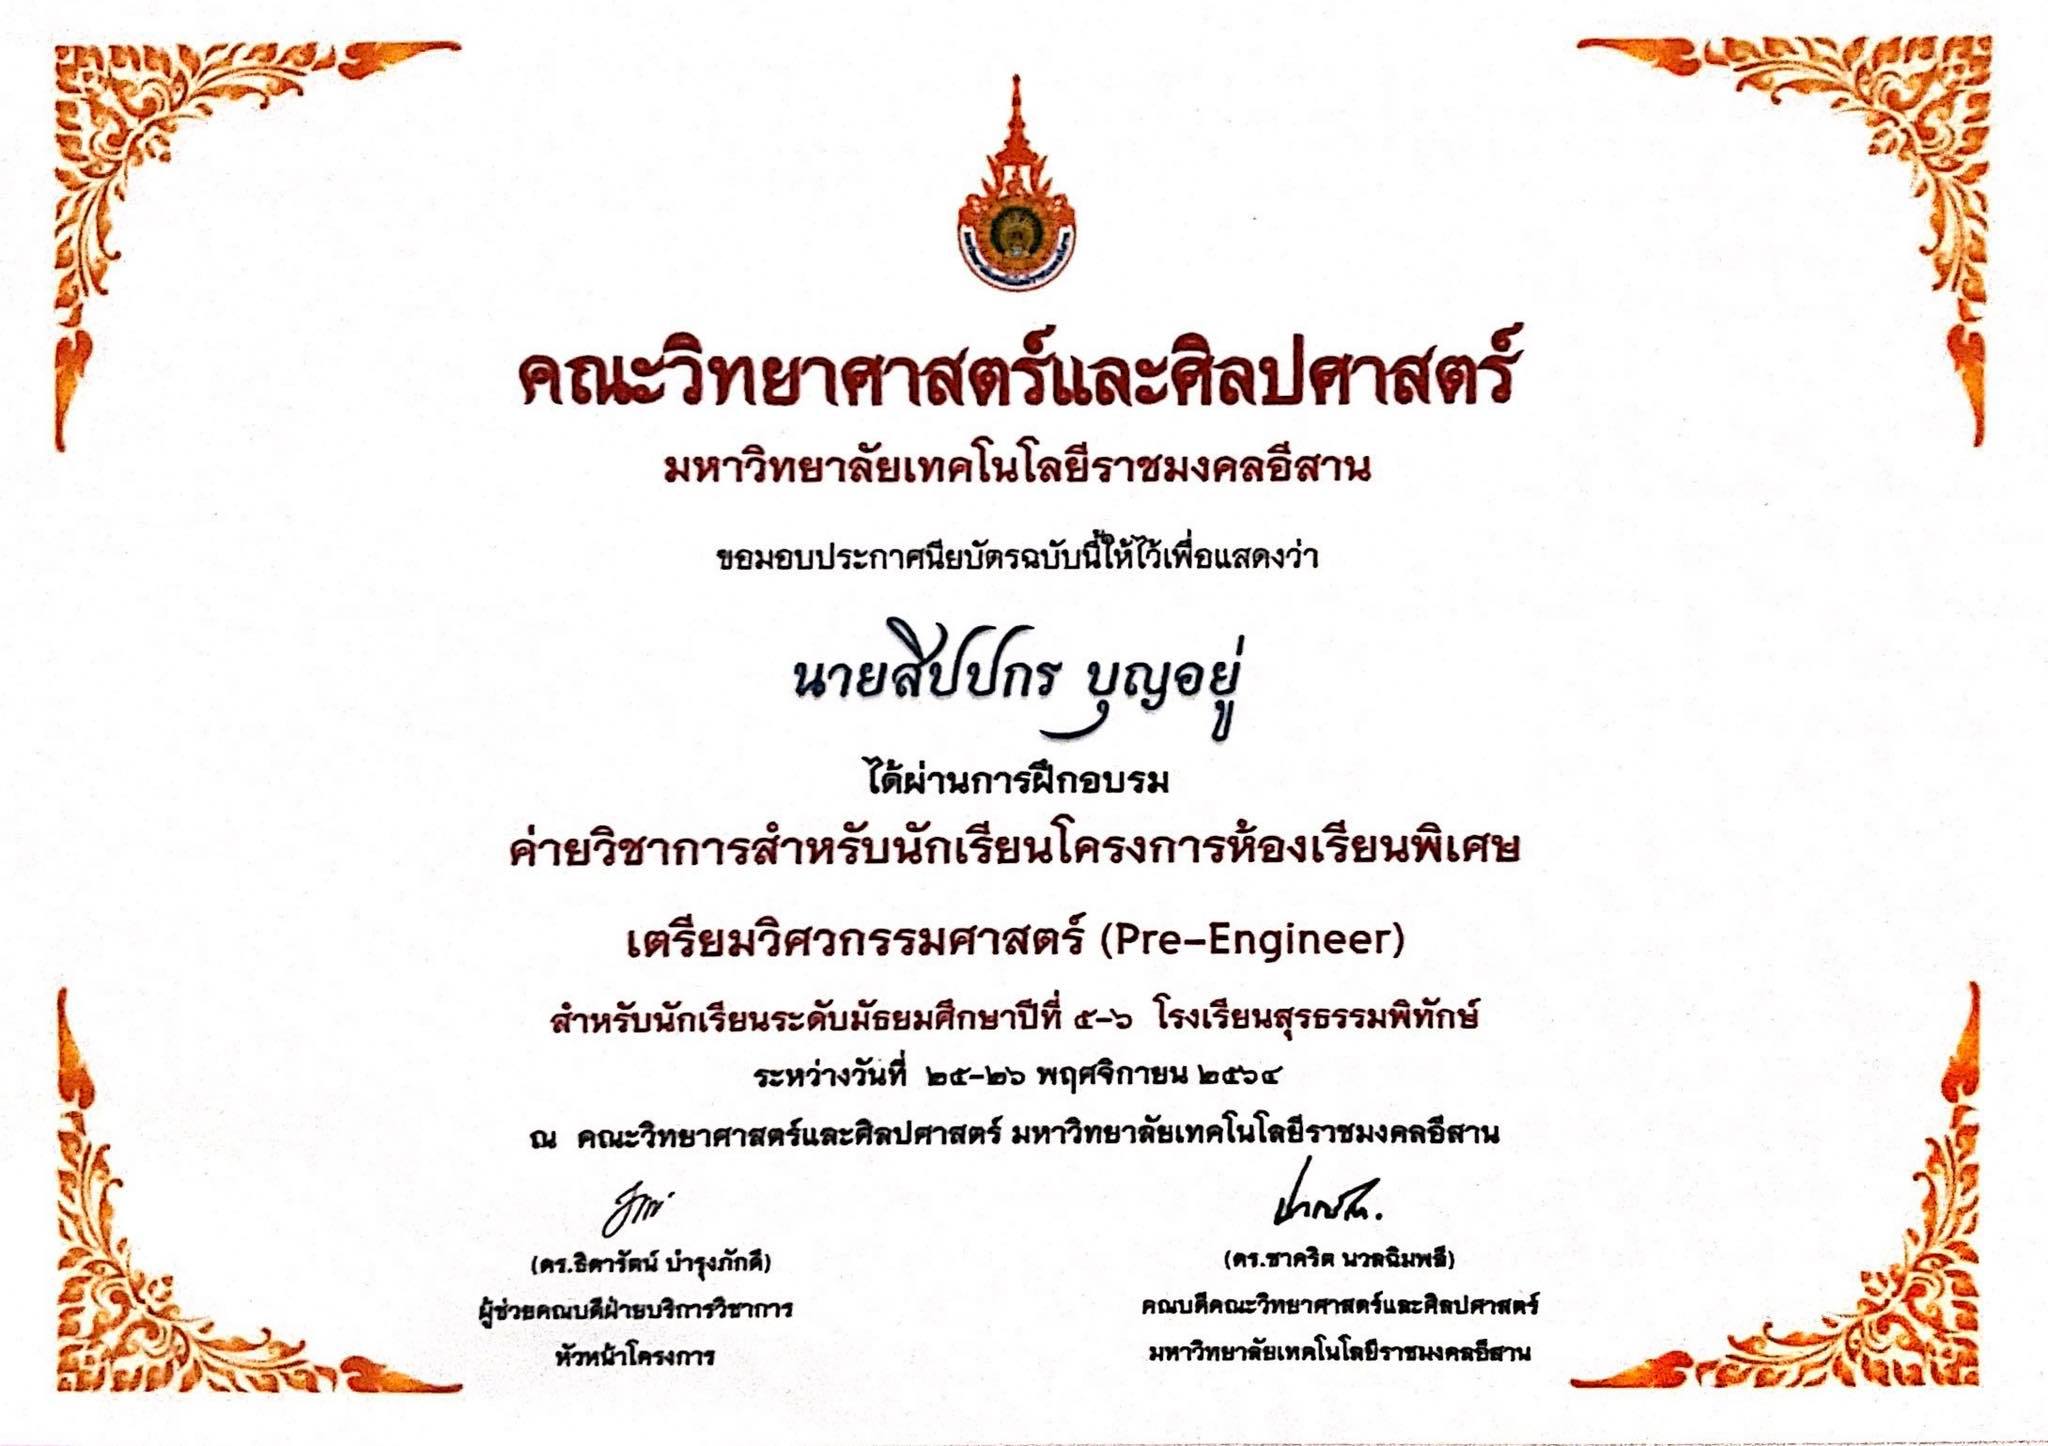 คณะวิทยาศาสตร์และศิลปศาสตร์
มหาวิทยาลัยเทคโนโลยีราชมงคลอีสาน
ขอมอบประกาศนียบัตรฉบับนี้ให้ไว้เพื่อแสดงว่า
นายสิปปกร บุญอยู่
ได้ผ่านการฝึกอบรม
ค่ายวิชาการสำหรับนักเรียนโครงการห้องเรียนพิเศษ
เตรียมวิศวกรรมศาสตร์ (Pre-Engineer)
สำหรับนักเรียนระดับมัธยมศึกษาปีที่ ๕-๖ โรงเรียนสุรธรรมพิทักษ์
ระหว่างวันที่ ๒๕-๒๖ พฤศจิกายน ๒๕๖๔
ณ คณะวิทยาศาสตร์และศิลปศาสตร์ มหาวิทยาลัยเทคโนโลยีราชมงคลอีสาน
(ดร.ธิดารัตน์ บำรุงภักดี)
ผู้ช่วยคณบดีฝ่ายบริการวิชาการ
หัวหน้าโครงการ
(ดร.ชาคริต นวลฉิมพลี)
คณบดีคณะวิทยาศาสตร์และศิลปศาสตร์
มหาวิทยาลัยเทคโนโลยีราชมงคลอีสาน